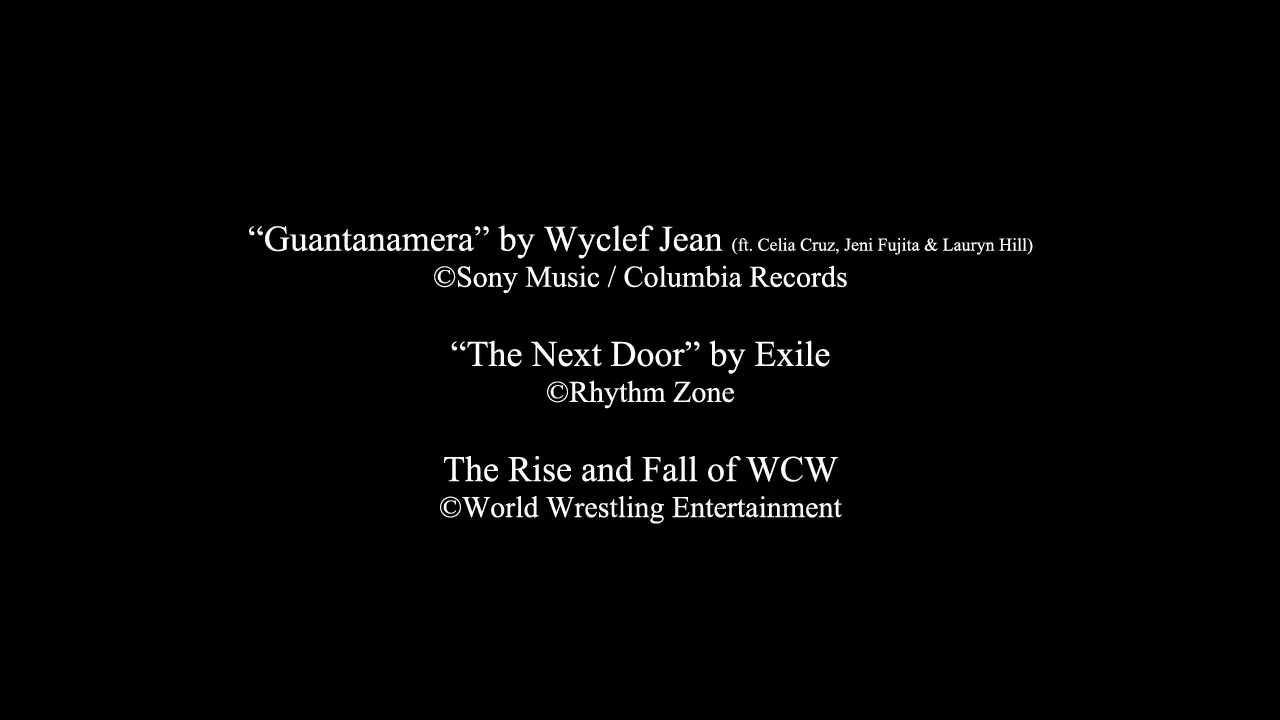 “Guantanamera” by Wyclef Jean (ft. Celia Cruz, Jeni Fujita & Lauryn Hill)
©Sony Music / Columbia Records
“The Next Door” by Exile
©Rhythm Zone
The Rise and Fall of WCW
©World Wrestling Entertainment